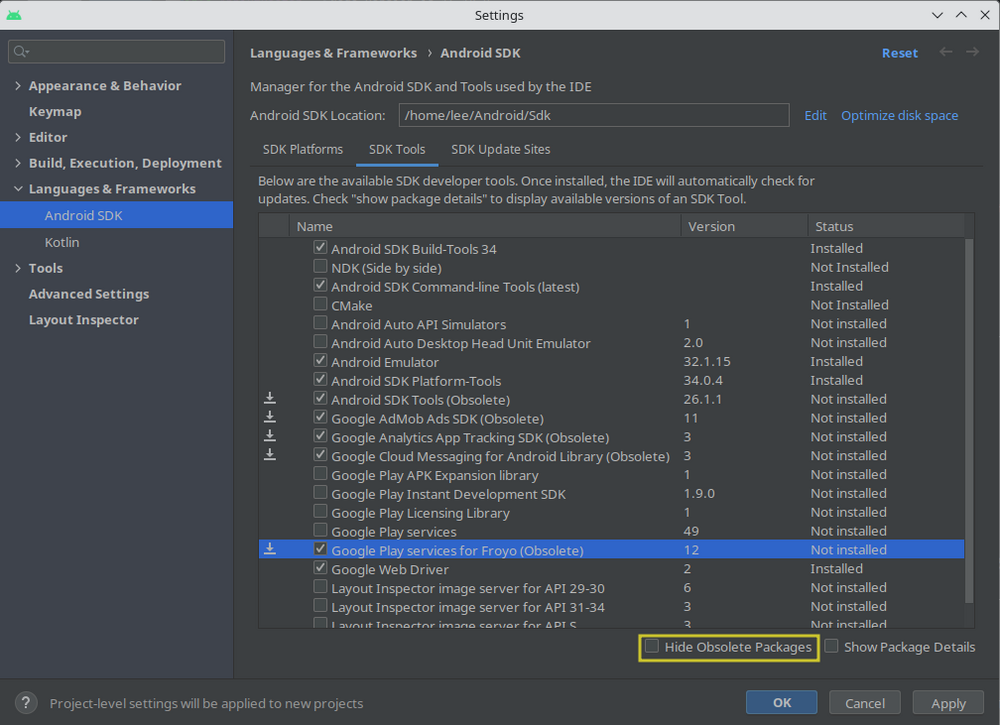 Settings
Languages & Frameworks › Android SDK
Reset
Appearance & Behavior
Keymap
Editor
Build, Execution, Deployment
Languages & Frameworks
Android SDK
Kotlin
Tools
Advanced Settings
Layout Inspector
Manager for the Android SDK and Tools used by the IDE
Android SDK Location: /home/lee/Android/Sdk Edit Optimize disk space
SDK Platforms SDK Tools SDK Update Sites
Below are the available SDK developer tools. Once installed, the IDE will automatically check for
updates. Check "show package details" to display available versions of an SDK Tool.
Name Version Status
Android SDK Build-Tools 34 Installed
NDK (Side by side) Not Installed
Android SDK Command-line Tools (latest) Installed
CMake Not Installed
Android Auto API Simulators 1 Not installed
Android Auto Desktop Head Unit Emulator 2.0 Not installed
Android Emulator 32.1.15 Installed
Android SDK Platform-Tools 34.0.4 Installed
Android SDK Tools (Obsolete) 26.1.1 Not installed
Google AdMob Ads SDK (Obsolete) 11 Not installed
Google Analytics App Tracking SDK (Obsolete) 3 Not installed
Google Cloud Messaging for Android Library (Obsolete) 3 Not installed
Google Play APK Expansion library 1 Not installed
Google Play Instant Development SDK 1.9.0 Not installed
Google Play Licensing Library 1 Not installed
Google Play services 49 Not installed
Google Play services for Froyo (Obsolete) 12 Not installed
Google Web Driver 2 Installed
Layout Inspector image server for API 29-30 6 Not installed
Layout Inspector image server for API 31-34 3 Not installed
Layout Inspector image server for API S 3 Not installed
Hide Obsolete Packages Show Package Details
? Project-level settings will be applied to new projects
OK Cancel Apply